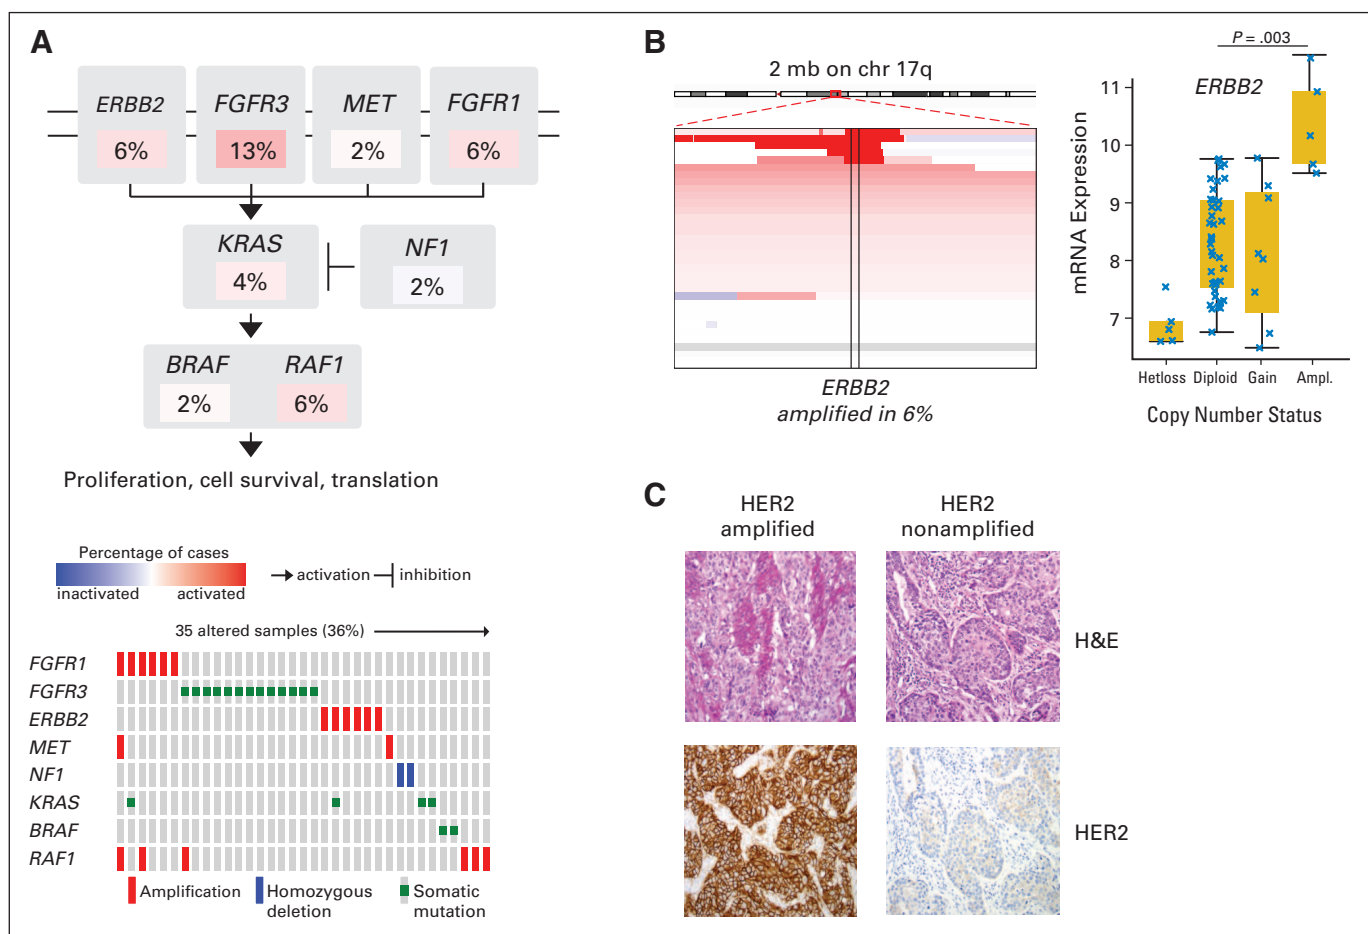 A
ERBB2 FGFR3 MET FGFR1
6% 13% 2% 6%
KRAS NF1
4% 2%
BRAF RAF1
2% 6%
Proliferation, cell survival, translation
Percentage of cases
inactivated activated
activation inhibition
35 altered samples (36%)
FGFR1
FGFR3
ERBB2
MET
NF1
KRAS
BRAF
RAF1
Amplification Homozygous deletion Somatic mutation
B
2 mb on chr 17q
ERBB2
amplified in 6%
P = .003
ERBB2
mRNA Expression
11
10
9
8
7
Hetloss Diploid Gain Ampl.
Copy Number Status
C
HER2 amplified
HER2 nonamplified
H&E
HER2